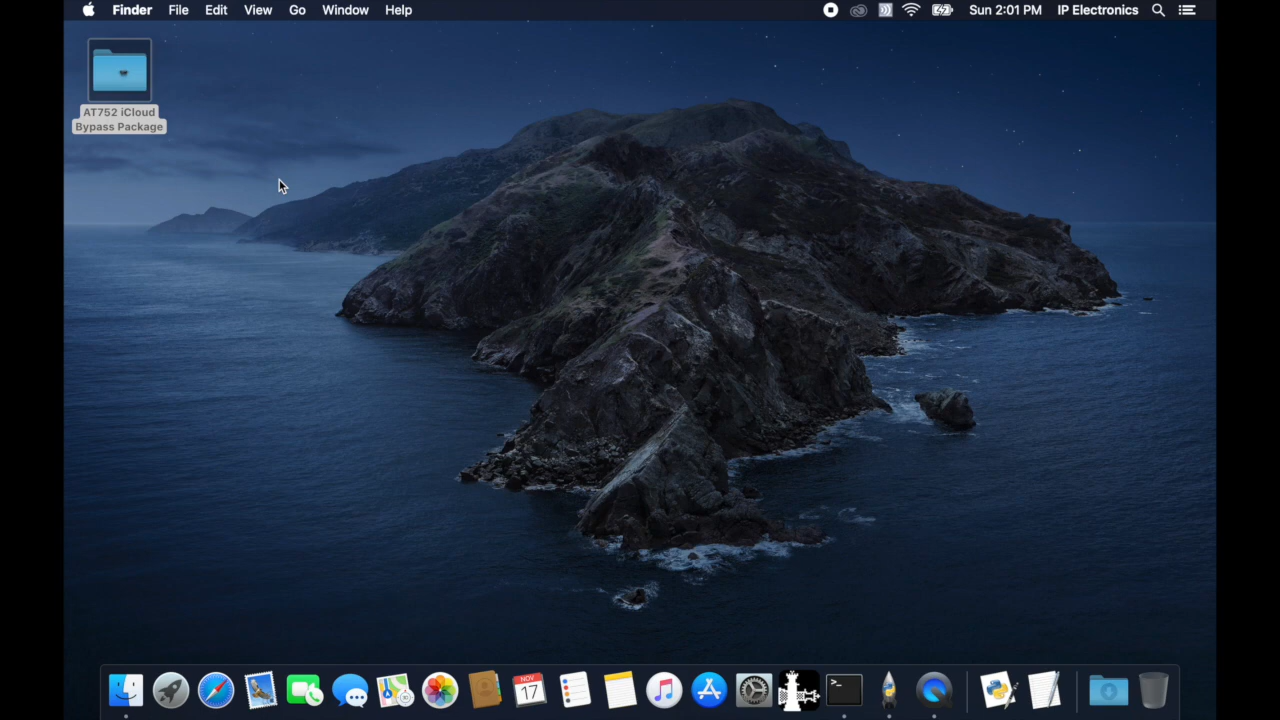 Finder File Edit View Go Window Help Sun 2:01 PM IP Electronics
AT752 iCloud
Bypass Package
NOV
17
>_